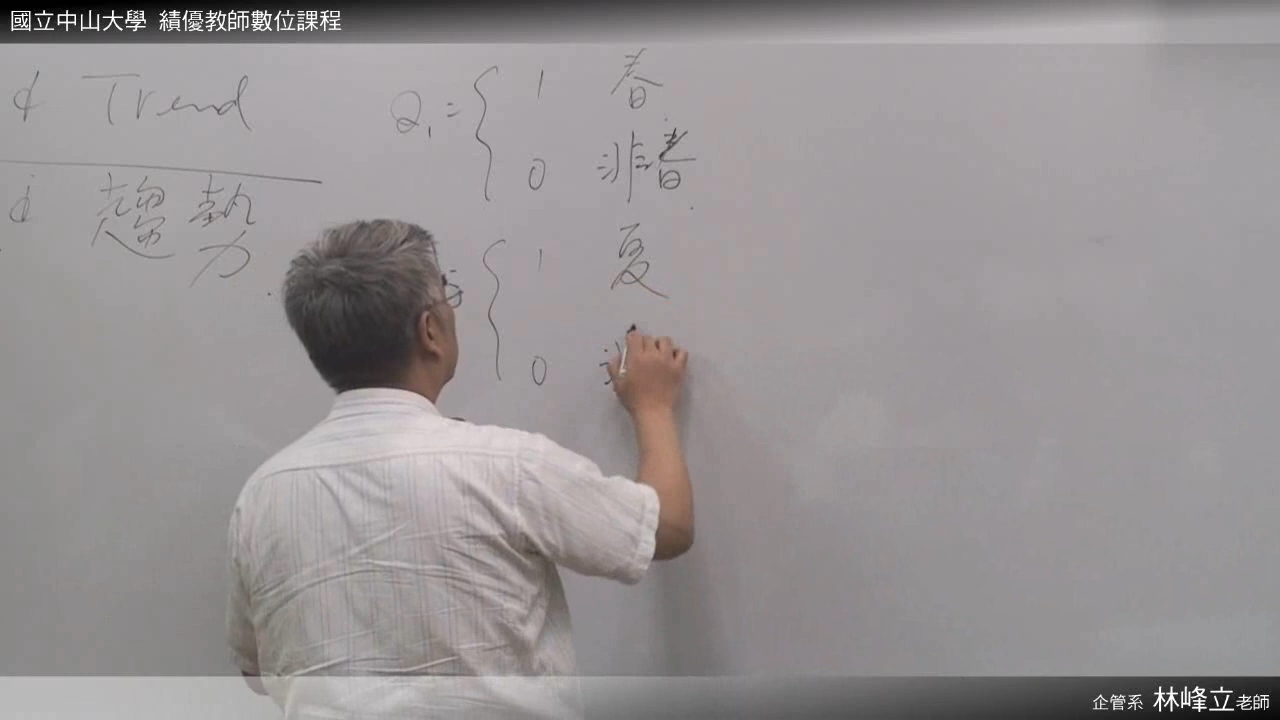 國立中山大學 績優教師數位課程
& Trend
趨勢
Q₁ = { 1 春
0 非春
{ 1 夏
0
企管系 林峰立老師